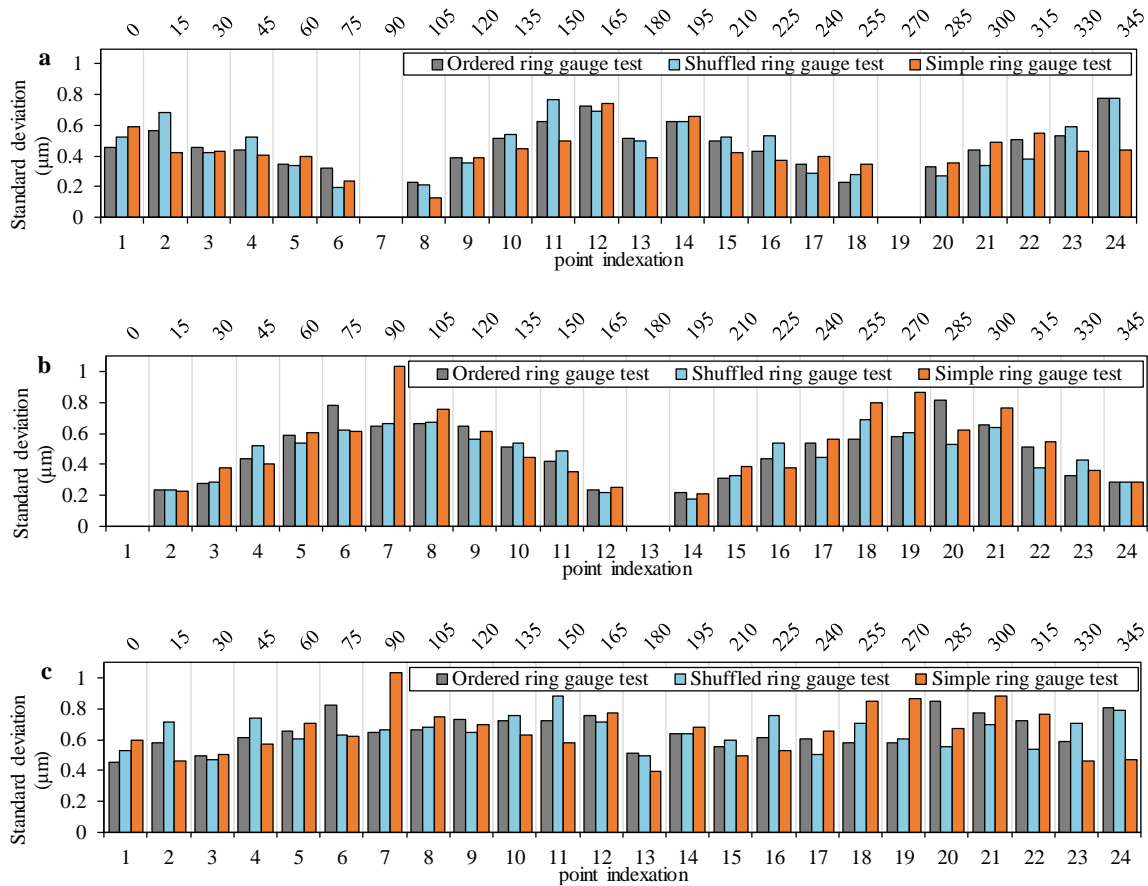 0 15 30 45 60 75 90 105 120 135 150 165 180 195 210 225 240 255 270 285 300 315 330 345
a
Ordered ring gauge test Shuffled ring gauge test Simple ring gauge test
Standard deviation
(µm)
1
0.8
0.6
0.4
0.2
0
1 2 3 4 5 6 7 8 9 10 11 12 13 14 15 16 17 18 19 20 21 22 23 24
point indexation
0 15 30 45 60 75 90 105 120 135 150 165 180 195 210 225 240 255 270 285 300 315 330 345
b
Ordered ring gauge test Shuffled ring gauge test Simple ring gauge test
Standard deviation
(µm)
1
0.8
0.6
0.4
0.2
0
1 2 3 4 5 6 7 8 9 10 11 12 13 14 15 16 17 18 19 20 21 22 23 24
point indexation
0 15 30 45 60 75 90 105 120 135 150 165 180 195 210 225 240 255 270 285 300 315 330 345
c
Ordered ring gauge test Shuffled ring gauge test Simple ring gauge test
Standard deviation
(µm)
1
0.8
0.6
0.4
0.2
0
1 2 3 4 5 6 7 8 9 10 11 12 13 14 15 16 17 18 19 20 21 22 23 24
point indexation